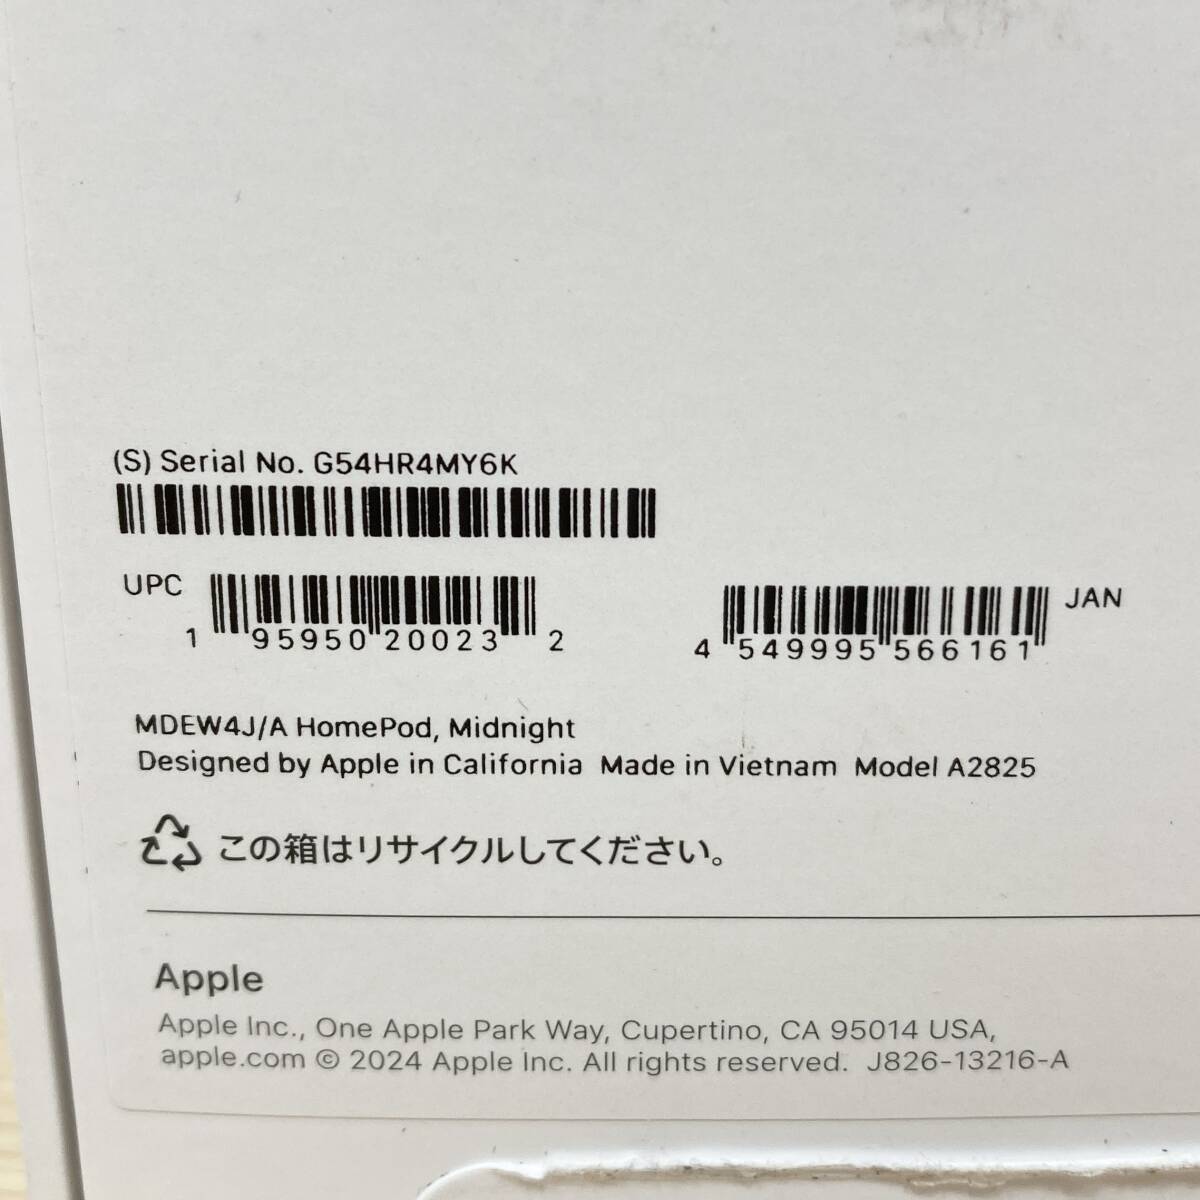 (S) Serial No. G54HR4MY6K
UPC
1 95950 20023 2
JAN
4 549995 566161
MDEW4J/A HomePod, Midnight
Designed by Apple in California Made in Vietnam Model A2825
この箱はリサイクルしてください。
Apple
Apple Inc., One Apple Park Way, Cupertino, CA 95014 USA,
apple.com © 2024 Apple Inc. All rights reserved. J826-13216-A